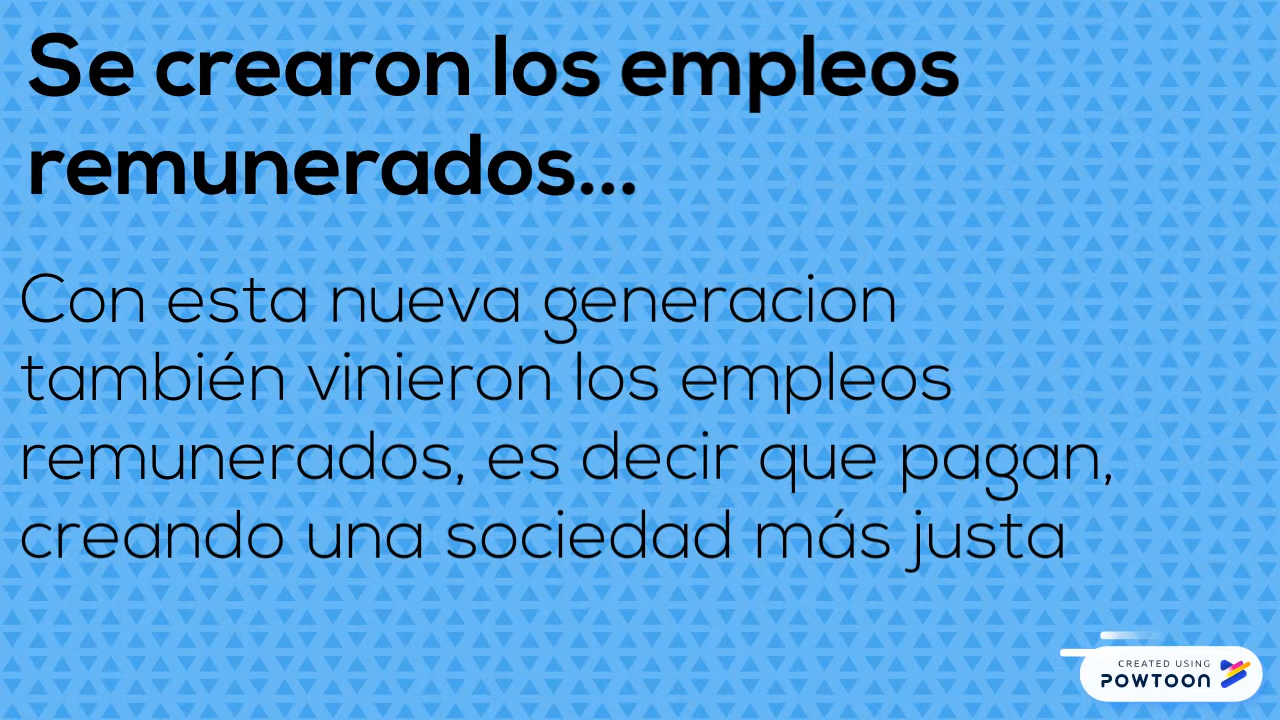 Se crearon los empleos
remunerados...
Con esta nueva generacion
también vinieron los empleos
remunerados, es decir que pagan,
creando una sociedad más justa
CREATED USING
POWTOON